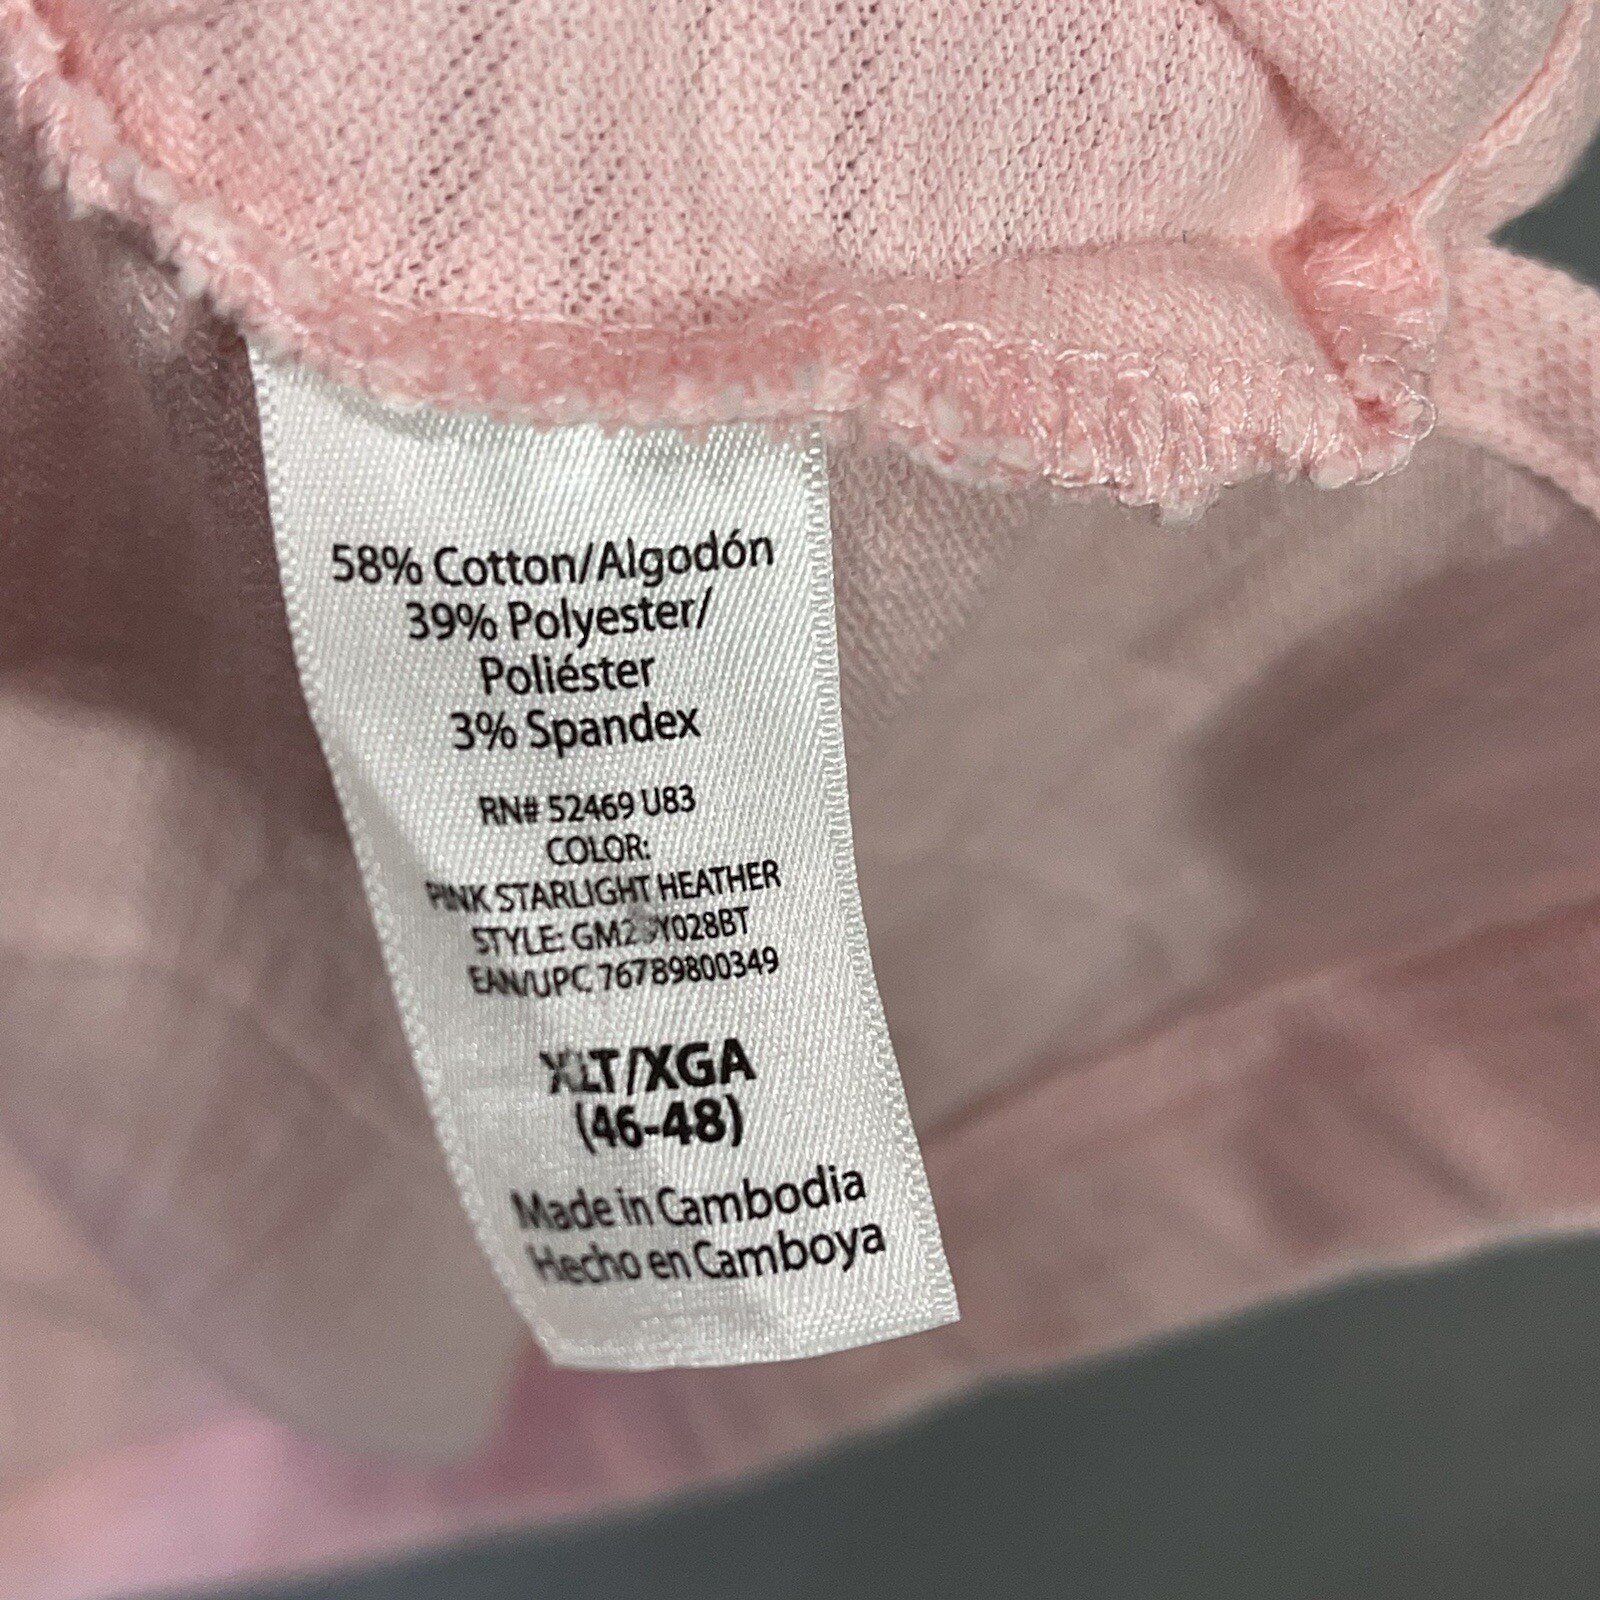 58% Cotton/Algodón
39% Polyester/
Poliéster
3% Spandex
RN# 52469 U83
COLOR:
PINK STARLIGHT HEATHER
STYLE:
EAN/UPC 76789800349
XLT/XGA
(46-48)
Made in Cambodia
Hecho en Camboya